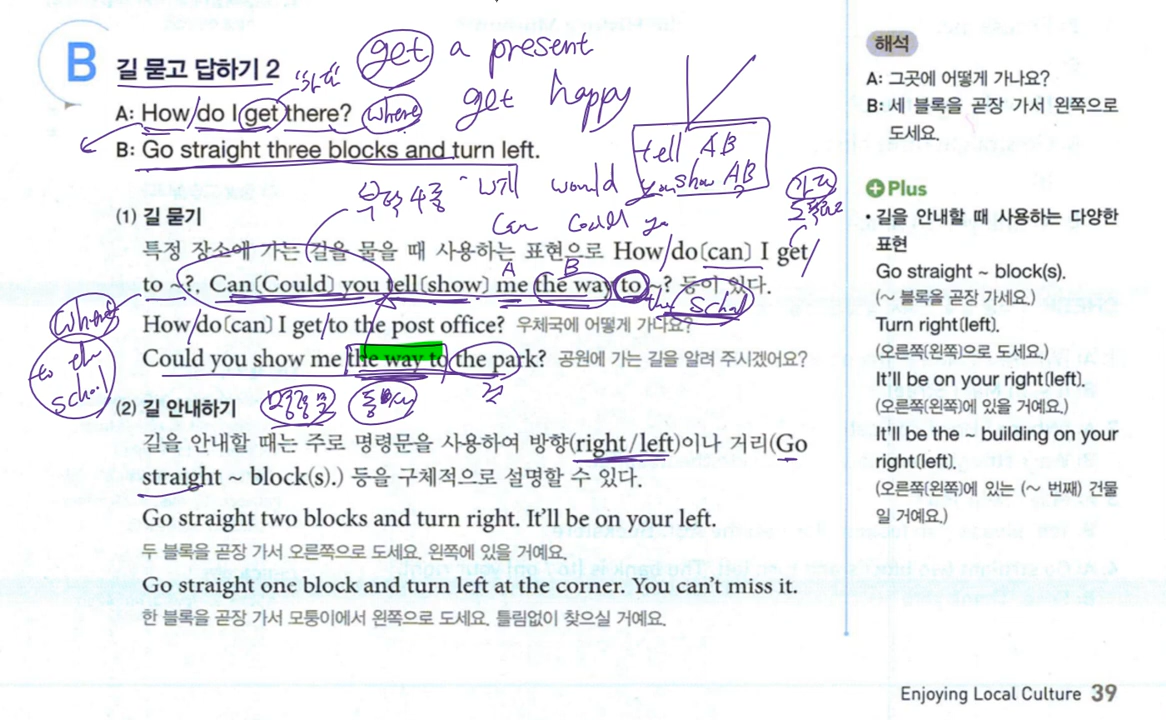 B 길 묻고 답하기 2
"하다"
get a present
get happy
A: How/do I get there? where
B: Go straight three blocks and turn left.
tell AB
show AB
will would you
can could
부탁 4종
가다
(1) 길 묻기
특정 장소에 가는 길을 물을 때 사용하는 표현으로 How/do[can] I get/
A B
to ~?, Can[Could] you tell[show] me the way to ~? 등이 있다.
the school
where
to the school
How/do[can] I get/to the post office? 우체국에 어떻게 가나요?
Could you show me the way to the park? 공원에 가는 길을 알려 주시겠어요?
(2) 길 안내하기 명령문 동먼저
길을 안내할 때는 주로 명령문을 사용하여 방향(right/left)이나 거리(Go
straight ~ block(s).) 등을 구체적으로 설명할 수 있다.
Go straight two blocks and turn right. It'll be on your left.
두 블록을 곧장 가서 오른쪽으로 도세요. 왼쪽에 있을 거예요.
Go straight one block and turn left at the corner. You can't miss it.
한 블록을 곧장 가서 모퉁이에서 왼쪽으로 도세요. 틀림없이 찾으실 거예요.
해석
A: 그곳에 어떻게 가나요?
B: 세 블록을 곧장 가서 왼쪽으로
도세요.
+Plus
• 길을 안내할 때 사용하는 다양한
표현
Go straight ~ block(s).
(~ 블록을 곧장 가세요.)
Turn right[left].
(오른쪽[왼쪽]으로 도세요.)
It'll be on your right[left].
(오른쪽[왼쪽]에 있을 거예요.)
It'll be the ~ building on your
right[left].
(오른쪽[왼쪽]에 있는 (~ 번째) 건물
일 거예요.)
Enjoying Local Culture 39